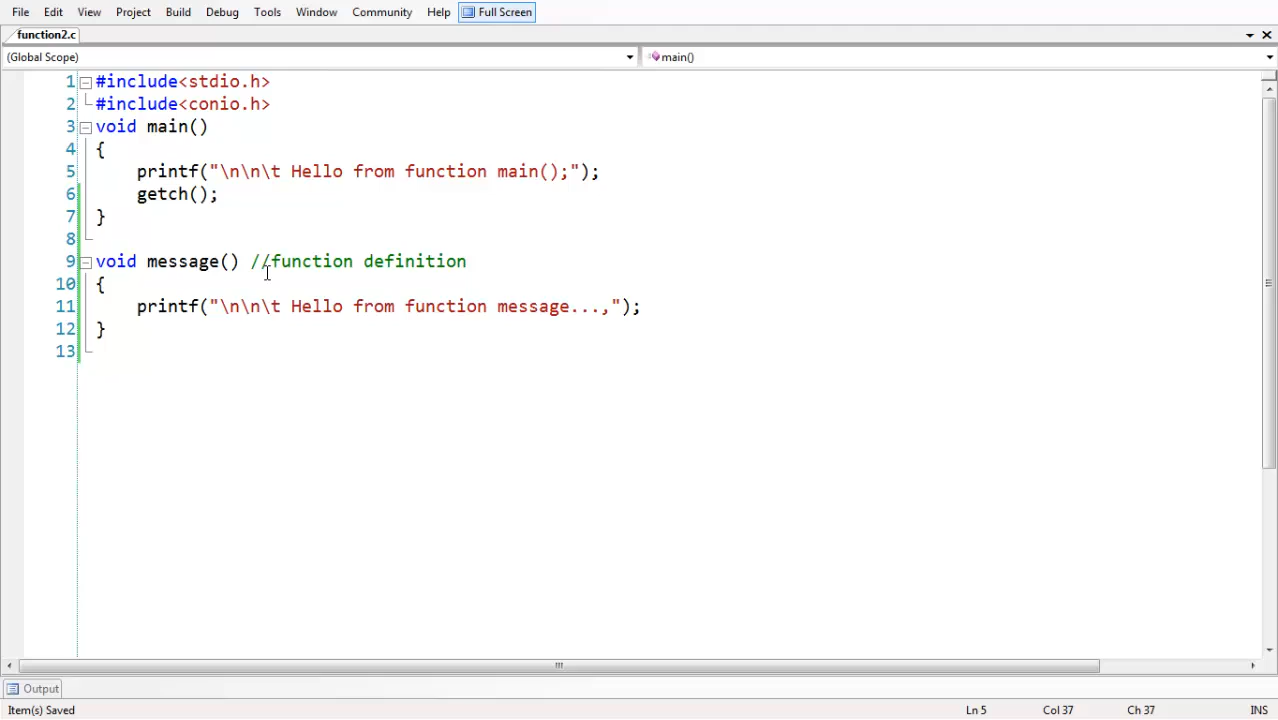 File Edit View Project Build Debug Tools Window Community Help Full Screen
function2.c
(Global Scope) main()
1 #include<stdio.h>
2 #include<conio.h>
3 void main()
4 {
5 printf("\n\n\t Hello from function main();");
6 getch();
7 }
8
9 void message() //function definition
10 {
11 printf("\n\n\t Hello from function message...,");
12 }
13
Output
Item(s) Saved Ln 5 Col 37 Ch 37 INS